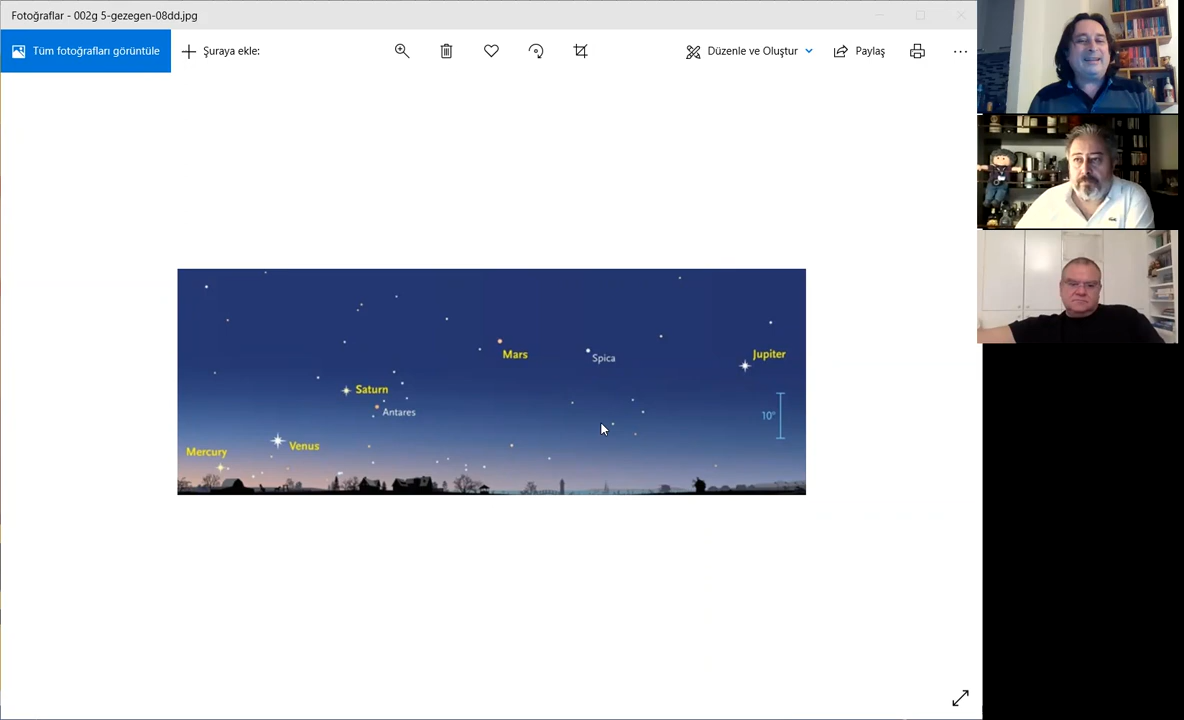 Fotoğraflar - 002g 5-gezegen-08dd.jpg
Tüm fotoğrafları görüntüle
Şuraya ekle:
Düzenle ve Oluştur
Paylaş
Mars
Spica
Jupiter
Saturn
Antares
10°
Mercury
Venus